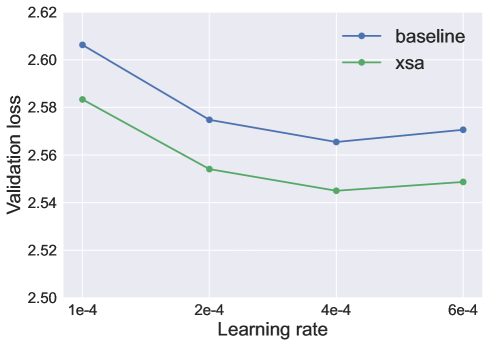 2.62
2.60
2.58
2.56
2.54
2.52
2.50
Validation loss
baseline
xsa
1e-4 2e-4 4e-4 6e-4
Learning rate